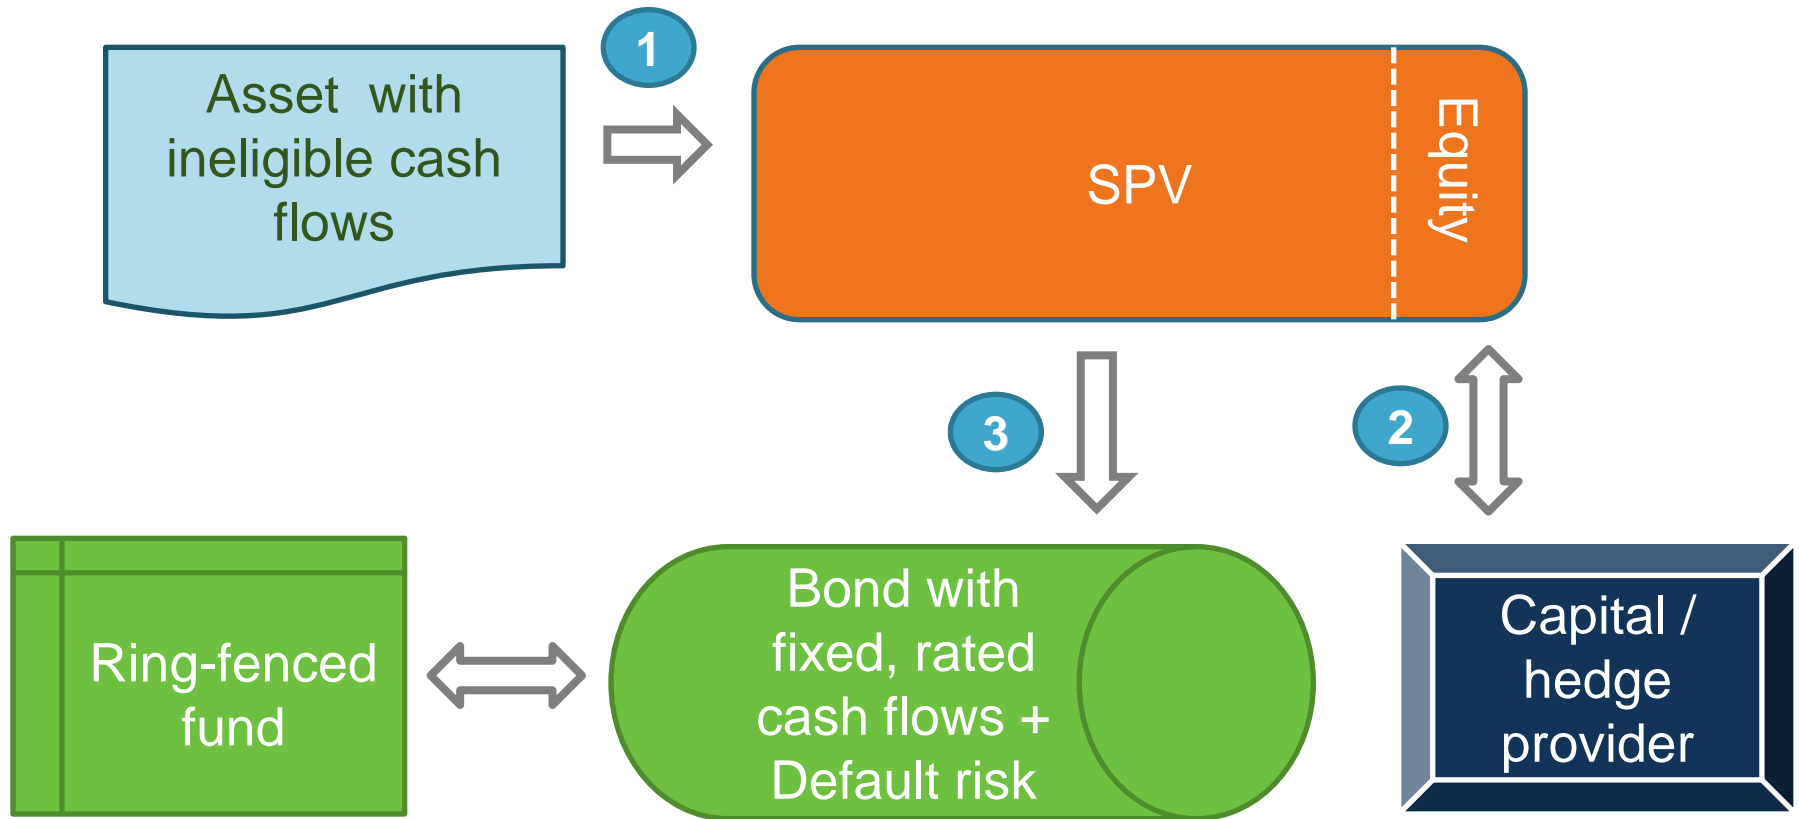 1
Asset  with
ineligible cash
flows
SPV
Equity
3
2
Ring-fenced
fund
Bond with
fixed, rated
cash flows +
Default risk
Capital /
hedge
provider